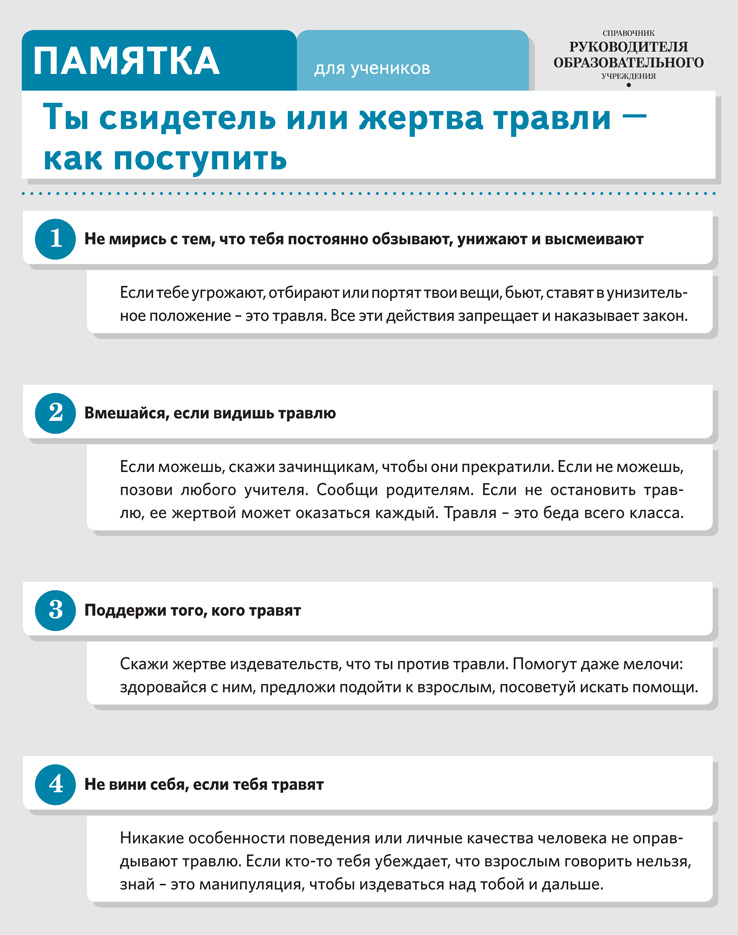 ПАМЯТКА
для учеников
СПРАВОЧНИК
РУКОВОДИТЕЛЯ
ОБРАЗОВАТЕЛЬНОГО
УЧРЕЖДЕНИЯ
Ты свидетель или жертва травли —
как поступить
1 Не мирись с тем, что тебя постоянно обзывают, унижают и высмеивают
Если тебе угрожают, отбирают или портят твои вещи, бьют, ставят в унизитель-
ное положение – это травля. Все эти действия запрещает и наказывает закон.
2 Вмешайся, если видишь травлю
Если можешь, скажи зачинщикам, чтобы они прекратили. Если не можешь,
позови любого учителя. Сообщи родителям. Если не остановить трав-
лю, ее жертвой может оказаться каждый. Травля – это беда всего класса.
3 Поддержи того, кого травят
Скажи жертве издевательств, что ты против травли. Помогут даже мелочи:
здоровайся с ним, предложи подойти к взрослым, посоветуй искать помощи.
4 Не вини себя, если тебя травят
Никакие особенности поведения или личные качества человека не оправ-
дывают травлю. Если кто-то тебя убеждает, что взрослым говорить нельзя,
знай – это манипуляция, чтобы издеваться над тобой и дальше.